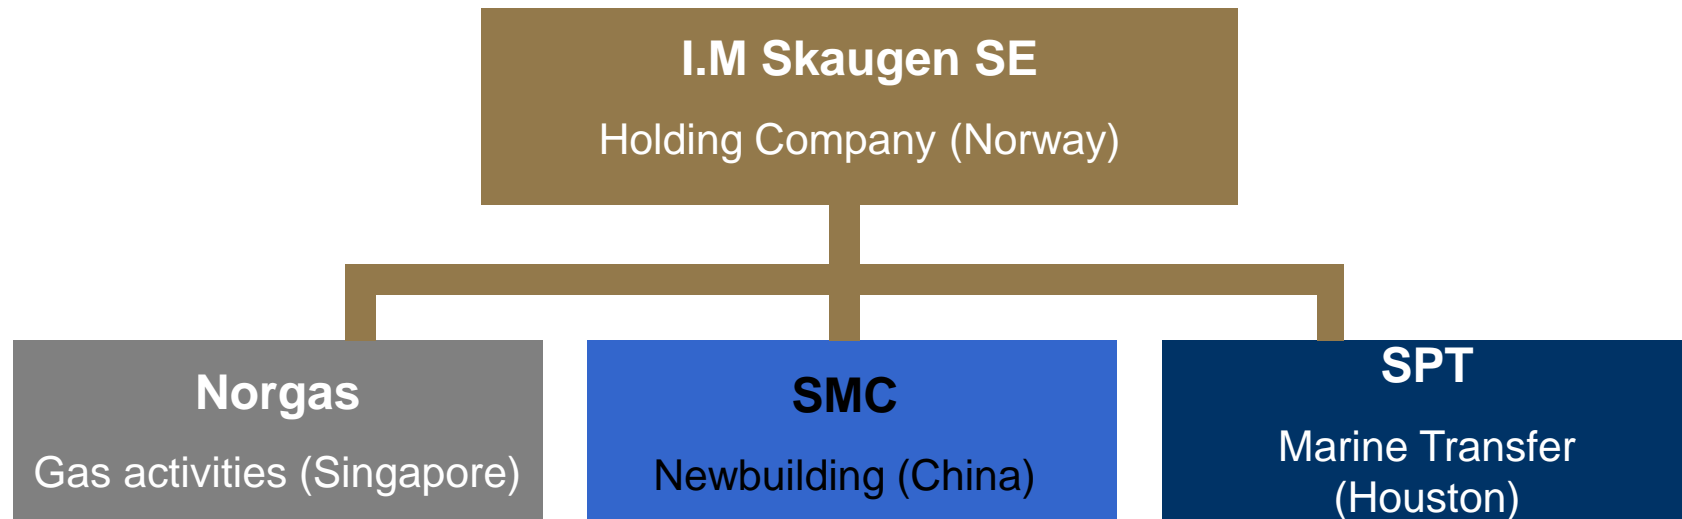 I.M Skaugen SE
Holding Company (Norway)
Norgas
Gas activities (Singapore)
SMC
Newbuilding (China)
SPT
Marine Transfer
(Houston)